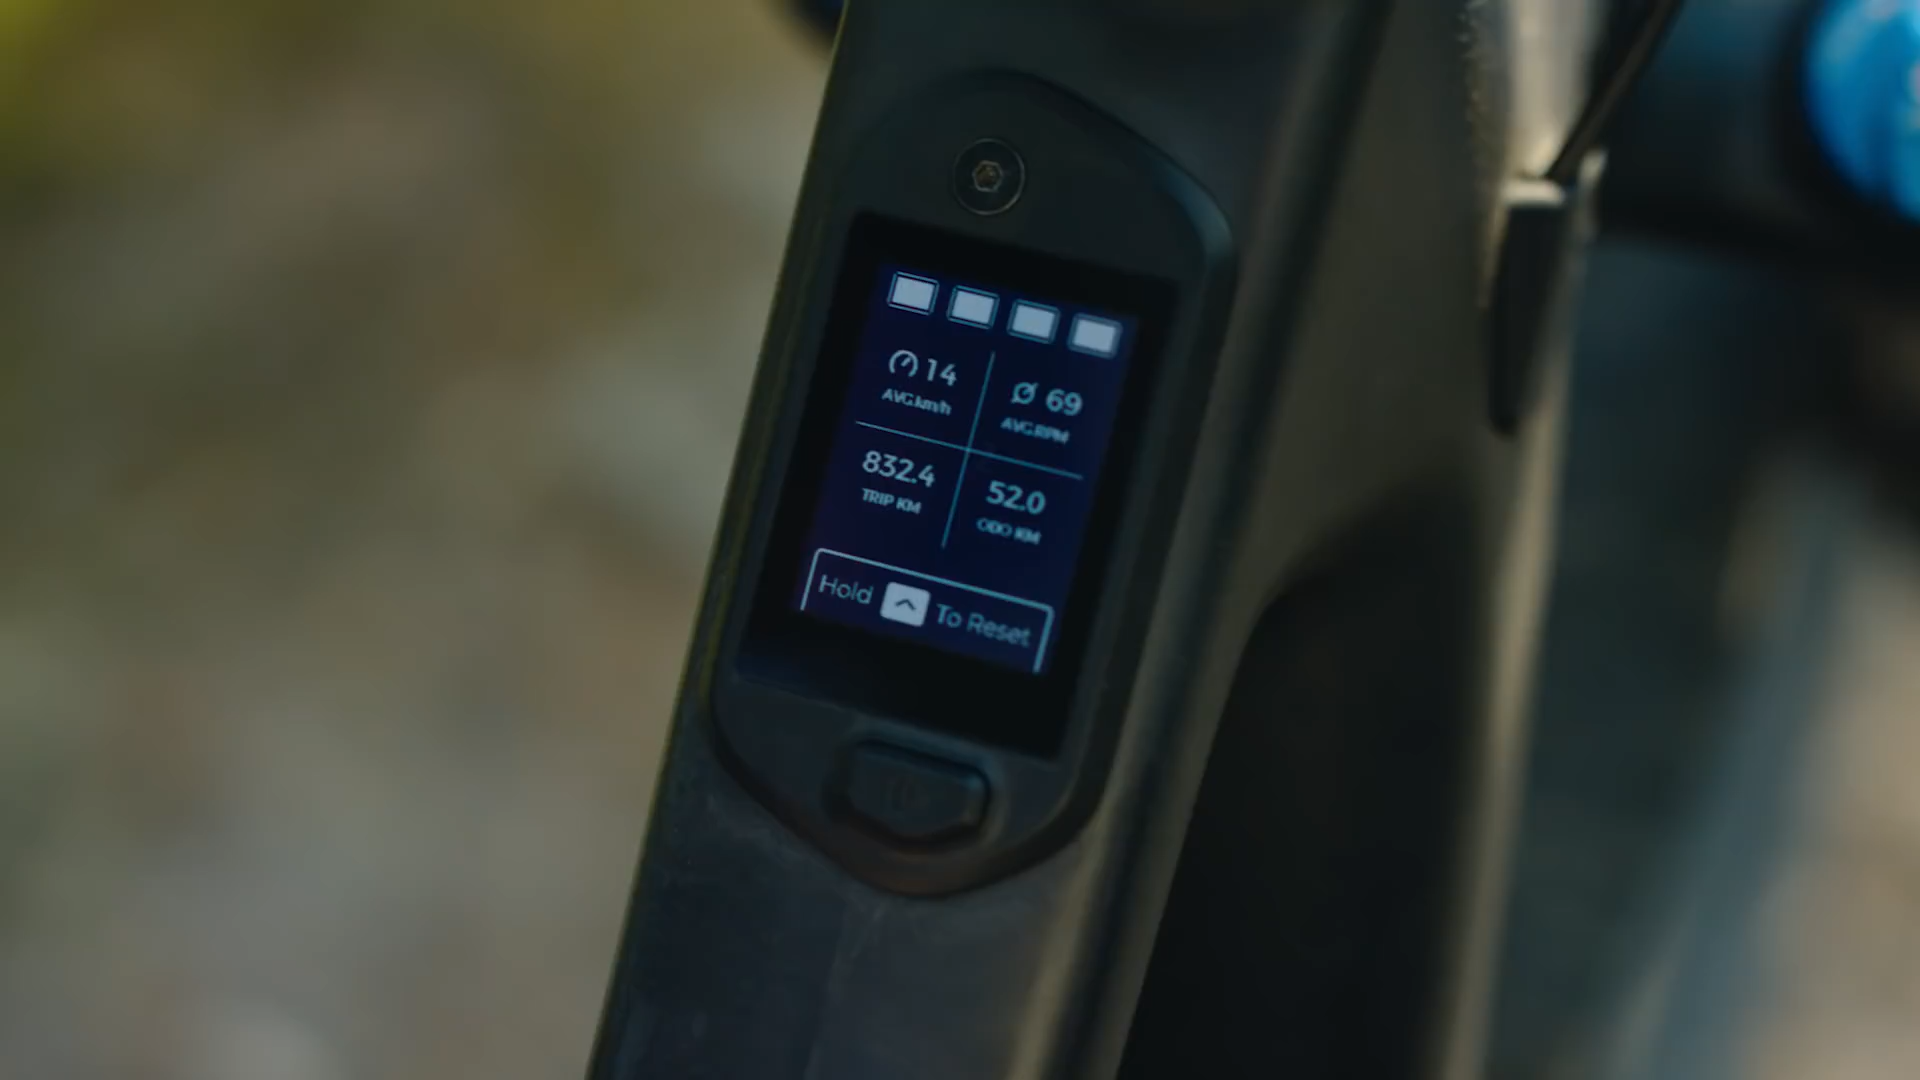 14
AVG.km/h
69
AVG.RPM
832.4
TRIP KM
52.0
ODO KM
Hold To Reset